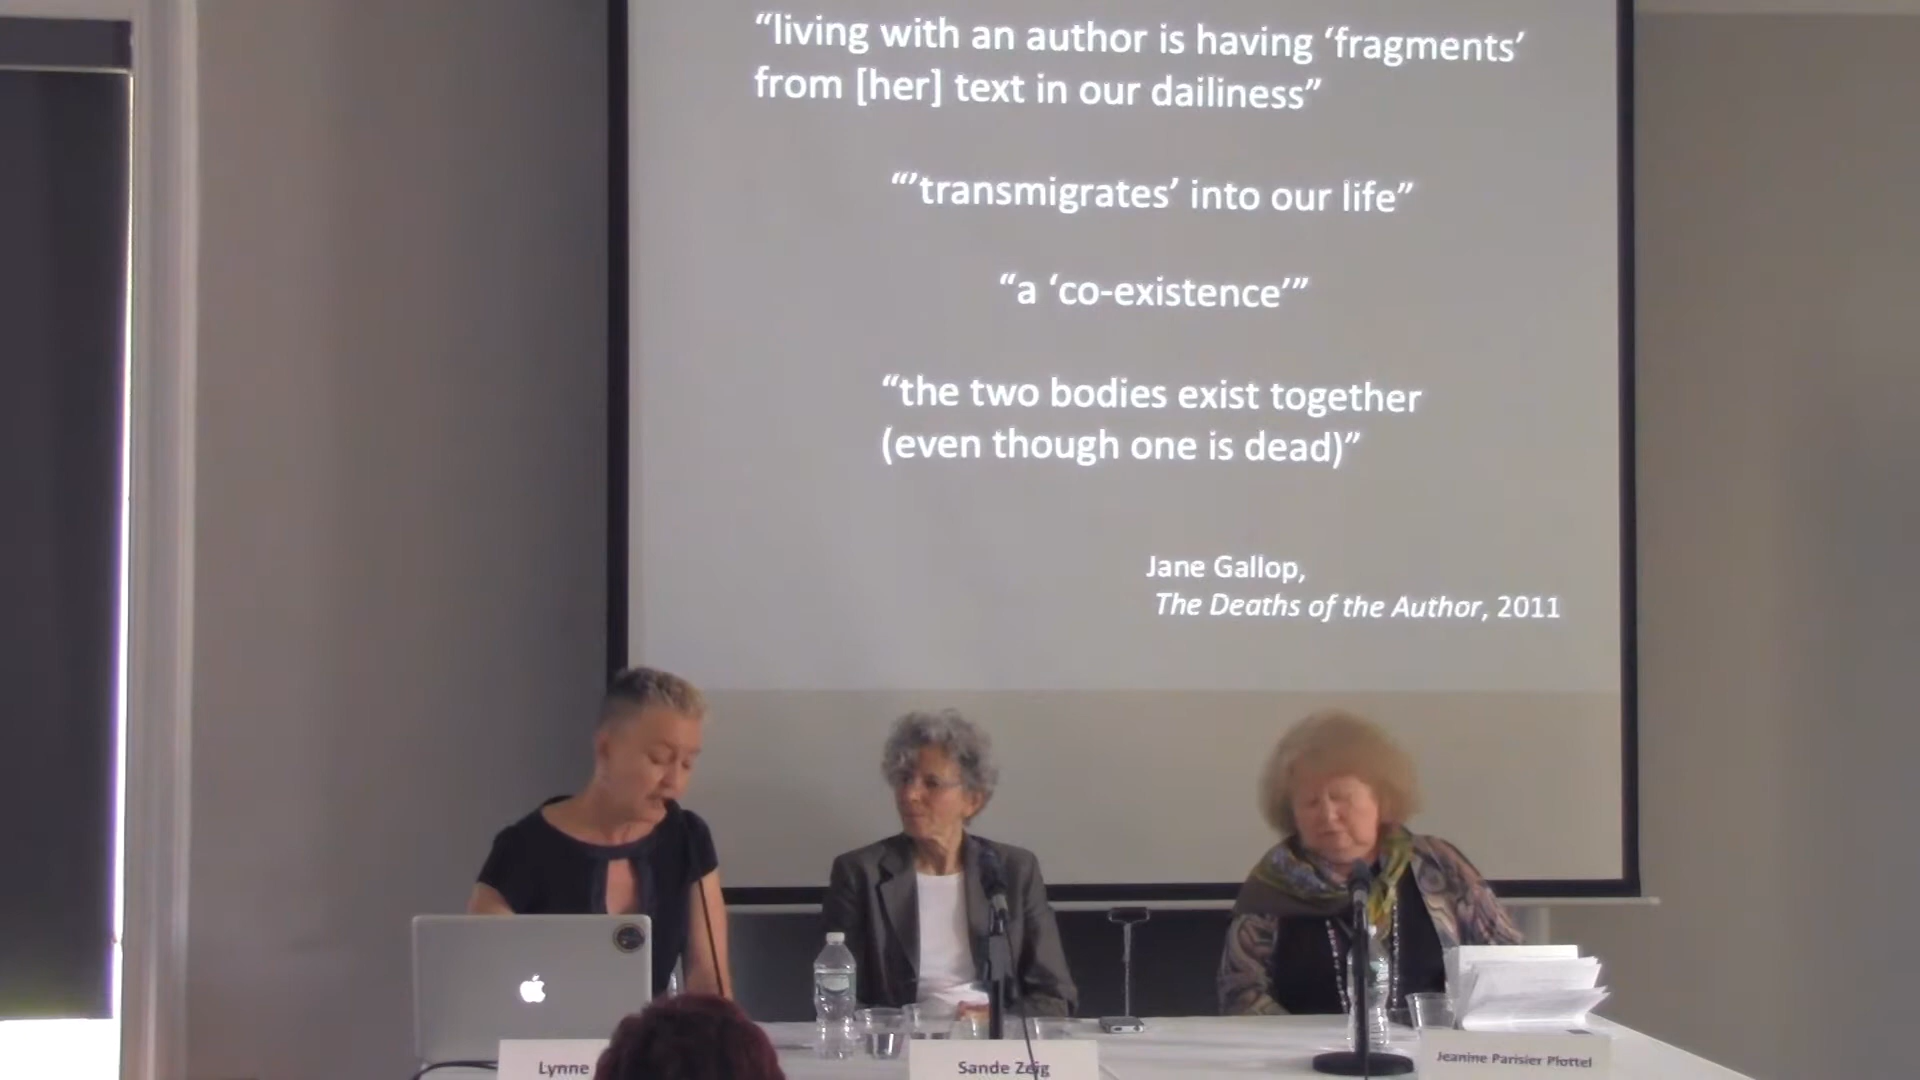 “living with an author is having ‘fragments’
from [her] text in our dailiness”
“’transmigrates’ into our life”
“a ‘co-existence’”
“the two bodies exist together
(even though one is dead)”
Jane Gallop,
The Deaths of the Author, 2011
Lynne
Sande Zeig
Jeanine Parisier Plottel